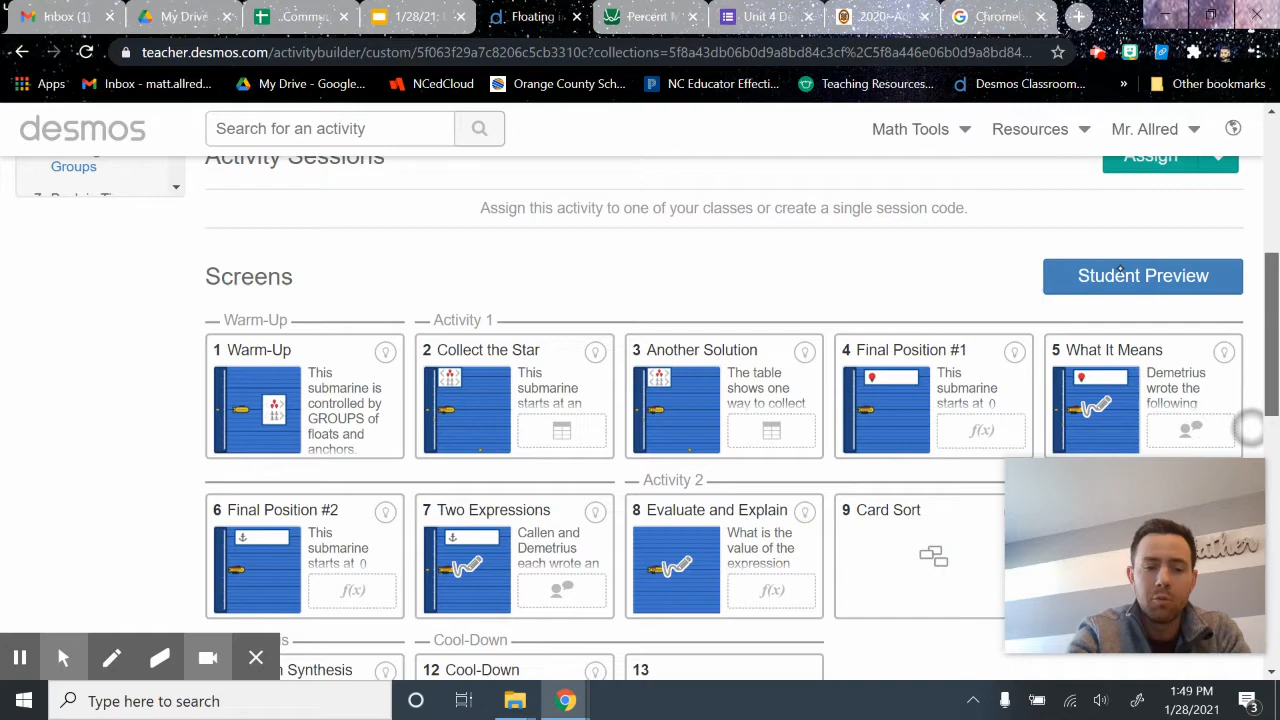 Inbox (1)
My Drive
..Commu
1/28/21: L
Floating i
Percent M
Unit 4 De
2020-A
Chromeb
teacher.desmos.com/activitybuilder/custom/5f063f29a7c8206c5cb3310c?collections=5f8a43db06b0d9a8bd84c3cf%2C5f8a446e06b0d9a8bd84...
Apps
Inbox - matt.allred...
My Drive - Google...
NCedCloud
Orange County Sch...
NC Educator Effecti...
Teaching Resources...
Desmos Classroom...
»
Other bookmarks
desmos
Search for an activity
Math Tools
Resources
Mr. Allred
Groups
Activity Sessions
Assign
Assign this activity to one of your classes or create a single session code.
Screens
Student Preview
Warm-Up
Activity 1
1 Warm-Up
This
submarine is
controlled by
GROUPS of
floats and
anchors.
2 Collect the Star
This
submarine
starts at an
3 Another Solution
The table
shows one
way to collect
4 Final Position #1
This
submarine
starts at 0
f(x)
5 What It Means
Demetrius
wrote the
following
Activity 2
6 Final Position #2
This
submarine
starts 0
f(x)
7 Two Expressions
Callen and
Demetrius
each wrote an
8 Evaluate and Explain
What is the
value of the
expression
f(x)
9 Card Sort
Cool-Down
Synthesis
12 Cool-Down
13
Type here to search
1:49 PM
1/28/2021
3